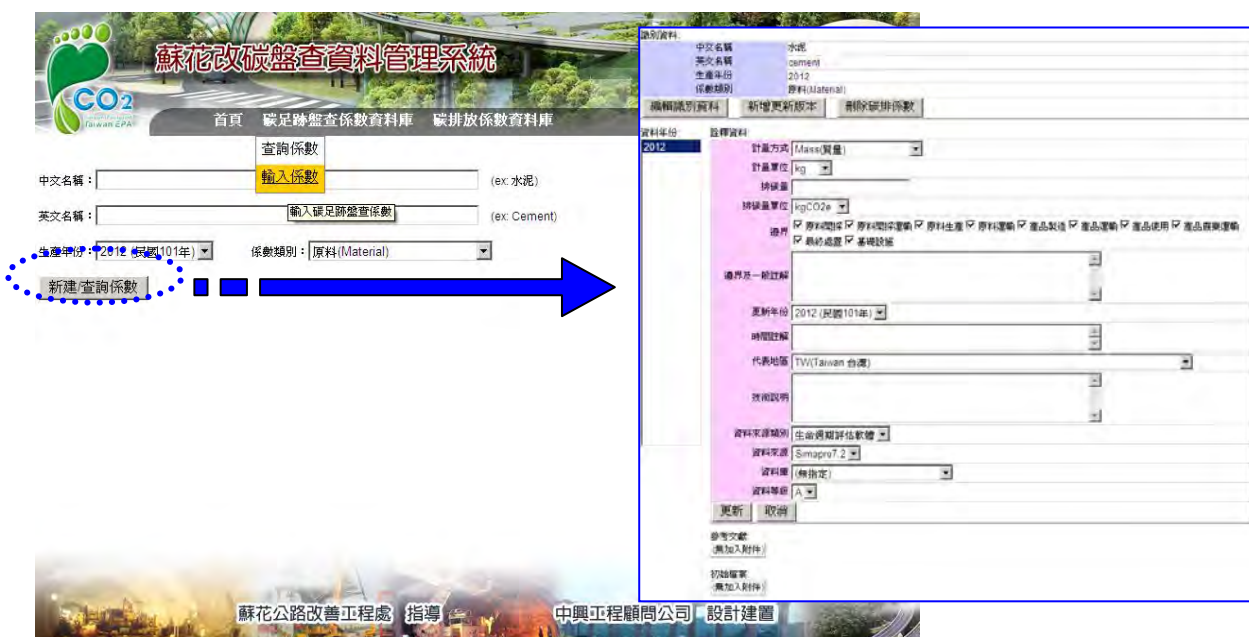 蘇花改碳盤查資料管理系統
CO2
Taiwan EPA
首頁 碳足跡盤查係數資料庫 碳排放係數資料庫
查詢係數
輸入係數
輸入碳足跡盤查係數
中文名稱：
(ex: 水泥)
英文名稱：
(ex: Cement)
生產年份：2012 (民國101年)
係數類別：原料(Material)
新建/查詢係數
識別資料
中文名稱 水泥
英文名稱 cement
生產年份 2012
係數類別 原料(Material)
編輯識別資料 新增更新版本 刪除碳排係數
資料年份
2012
詮釋資料
計量方式 Mass(質量)
計量單位 kg
排碳量
排碳量單位 kgCO2e
邊界 原料開採 原料開採運輸 原料生產 原料運輸 產品製造 產品運輸 產品使用 產品廢棄運輸
最終處置 基礎設施
邊界及一般註解
更新年份 2012 (民國101年)
時間註解
代表地區 TW(Taiwan 台灣)
技術說明
資料來源類別 生命週期評估軟體
資料來源 Simapro7.2
資料庫 (無指定)
資料等級 A
更新 取消
參考文獻
(無加入附件)
初始檔案
(無加入附件)
蘇花公路改善工程處 指導
中興工程顧問公司 設計建置